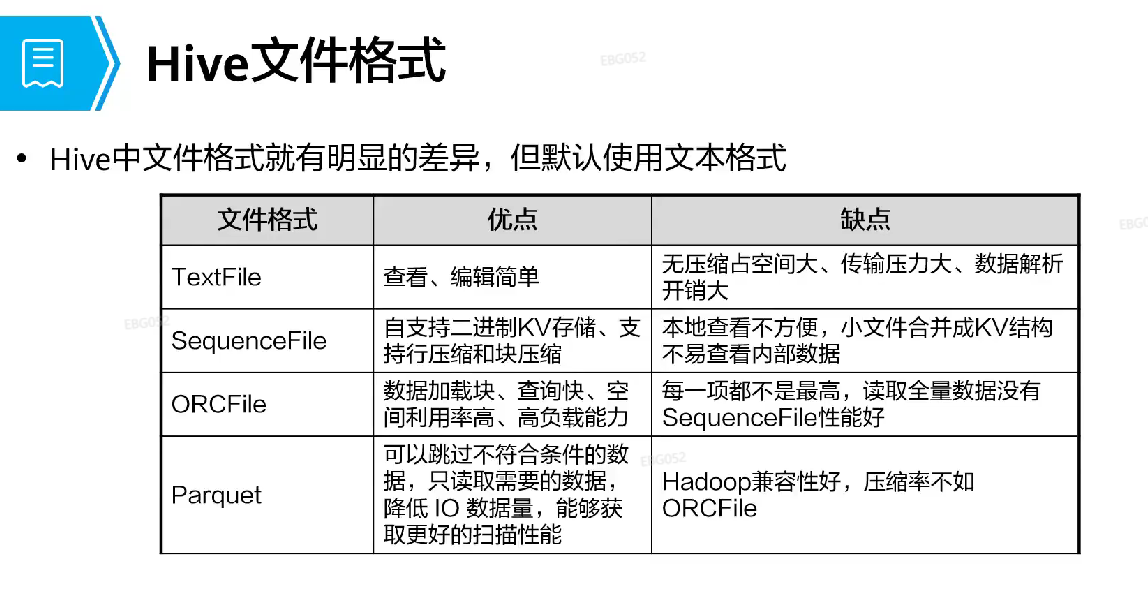 Hive文件格式
EBG052
• Hive中文件格式就有明显的差异，但默认使用文本格式
文件格式 优点 缺点
TextFile
查看、编辑简单
无压缩占空间大、传输压力大、数据解析
开销大
SequenceFile
自支持二进制KV存储、支
持行压缩和块压缩
本地查看不方便，小文件合并成KV结构
不易查看内部数据
ORCFile
数据加载块、查询快、空
间利用率高、高负载能力
每一项都不是最高，读取全量数据没有
SequenceFile性能好
Parquet
可以跳过不符合条件的数
据，只读取需要的数据，
降低 IO 数据量，能够获
取更好的扫描性能
Hadoop兼容性好，压缩率不如
ORCFile
EBG052
EBG052